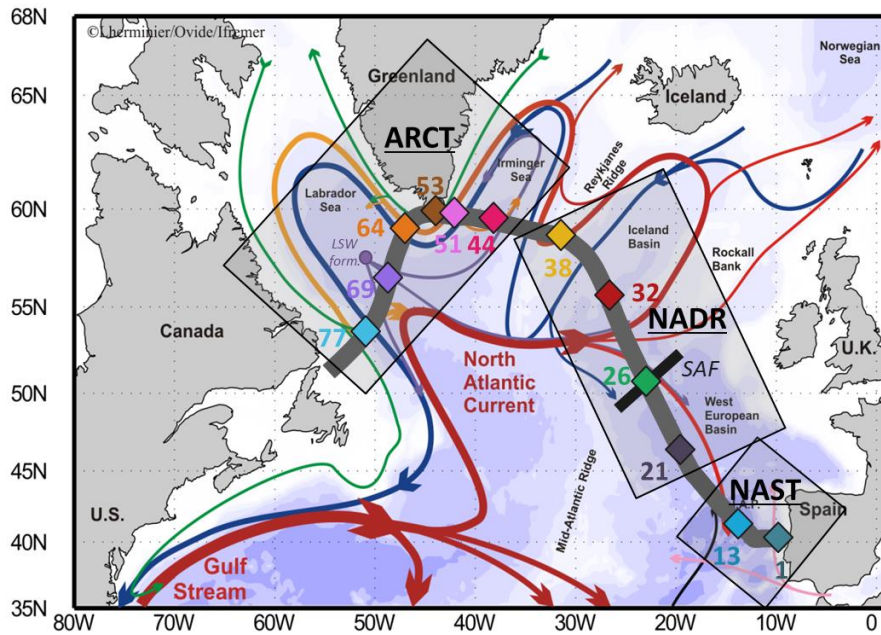 68N
©Lherminier/Ovide/Ifremer
Norwegian
Sea
Greenland
65N
Iceland
ARCT
Irminger
Sea
Reykjanes
Ridge
53
Labrador
Sea
60N
64
51
44
38
Iceland
Basin
LSW
form.
Rockall
Bank
69
32
55N
Canada
77
NADR
U.K.
North
Atlantic
Current
26
SAF
50N
West
European
Basin
21
45N
Mid-Atlantic Ridge
NAST
U.S.
Spain
40N
13
1
Gulf
Stream
35N
80W
70W
60W
50W
40W
30W
20W
10W
0